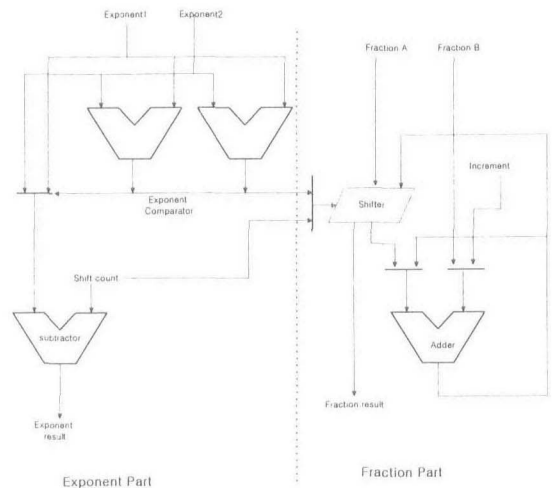 Exponent1
Exponent2
Fraction A
Fraction B
Increment
Exponent
Comparator
Shifter
Shift count
subtractor
Adder
Exponent
result
Fraction result
Exponent Part
Fraction Part